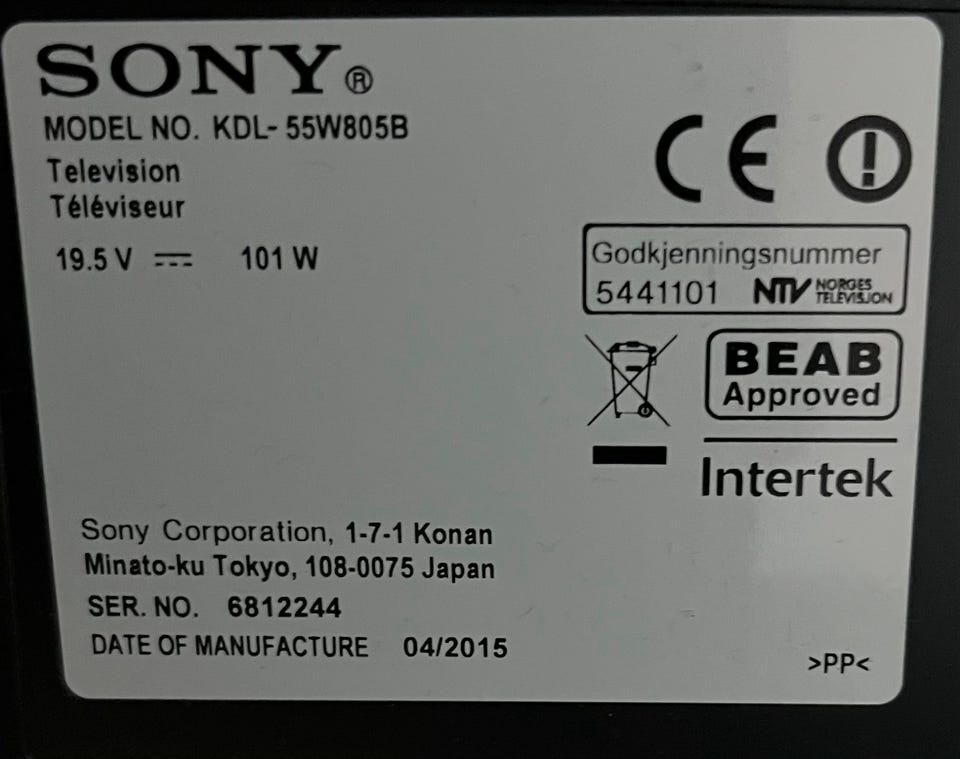 SONY®
MODEL NO. KDL-55W805B
Television
Téléviseur
19.5 V 101 W
CE
Godkjenningsnummer
5441101 NTV NORGES TELEVISJON
BEAB
Approved
Intertek
Sony Corporation, 1-7-1 Konan
Minato-ku Tokyo, 108-0075 Japan
SER. NO. 6812244
DATE OF MANUFACTURE 04/2015
>PP<